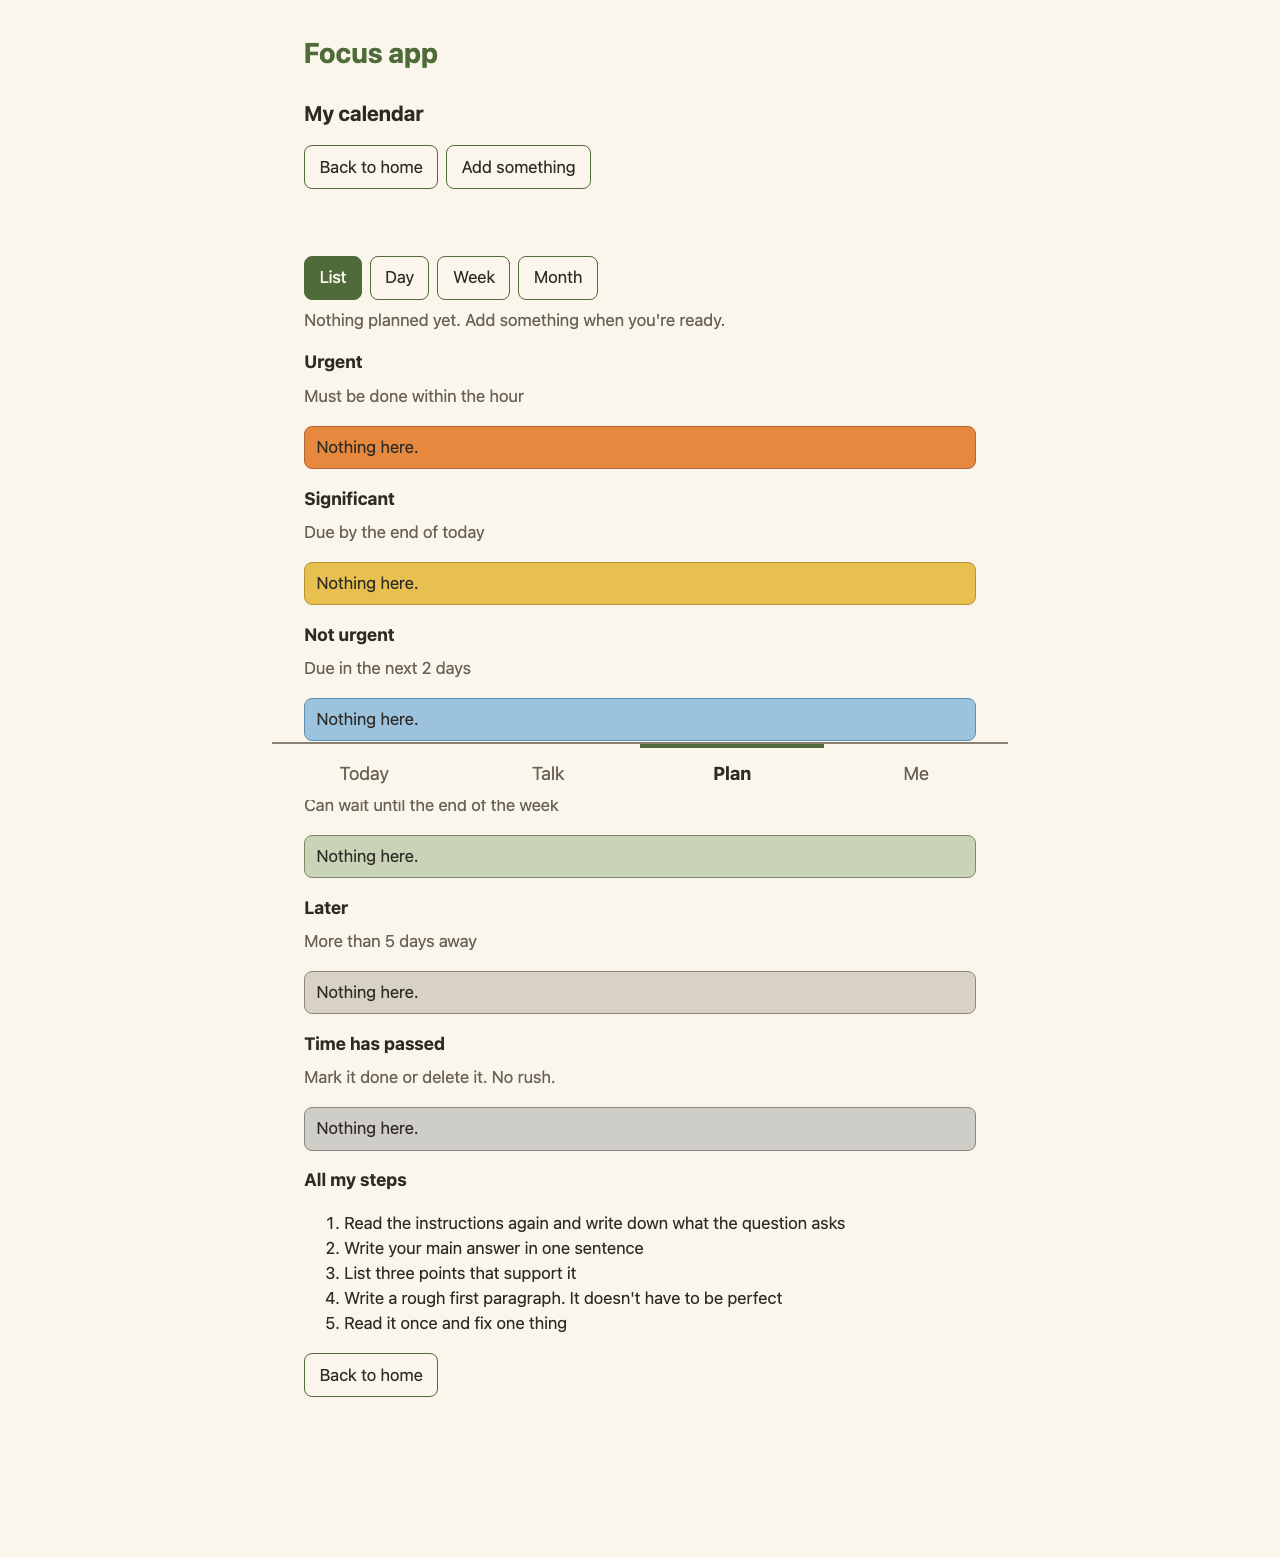 Focus app
My calendar
Back to home
Add something
List
Day
Week
Month
Nothing planned yet. Add something when you're ready.
Urgent
Must be done within the hour
Nothing here.
Significant
Due by the end of today
Nothing here.
Not urgent
Due in the next 2 days
Nothing here.
Today
Talk
Plan
Me
Can wait until the end of the week
Nothing here.
Later
More than 5 days away
Nothing here.
Time has passed
Mark it done or delete it. No rush.
Nothing here.
All my steps
1. Read the instructions again and write down what the question asks
2. Write your main answer in one sentence
3. List three points that support it
4. Write a rough first paragraph. It doesn't have to be perfect
5. Read it once and fix one thing
Back to home